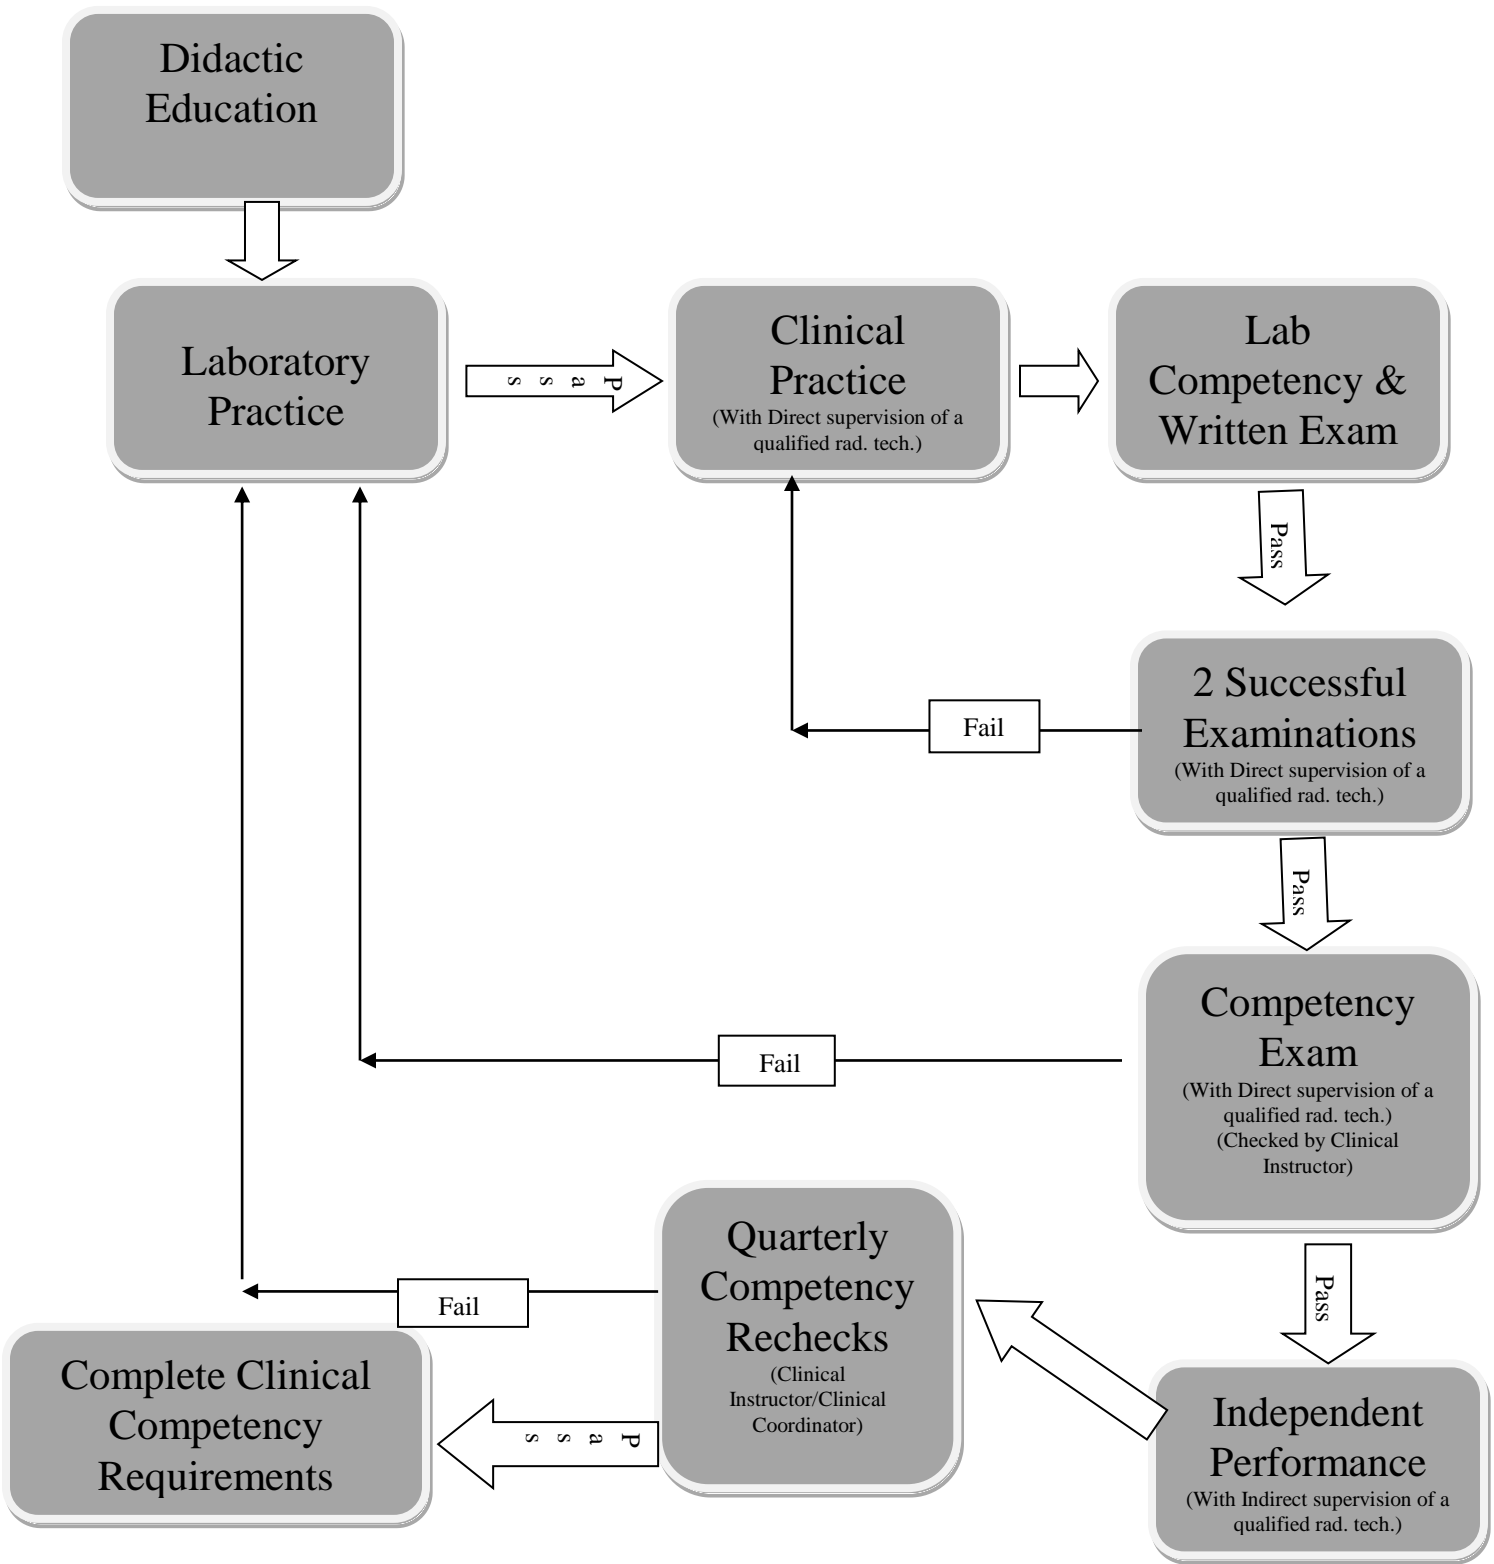 Didactic
Education
Laboratory
Practice
Pass
Clinical
Practice
(With Direct supervision of a
qualified rad. tech.)
Lab
Competency &
Written Exam
Pass
2 Successful
Examinations
(With Direct supervision of a
qualified rad. tech.)
Fail
Pass
Competency
Exam
(With Direct supervision of a
qualified rad. tech.)
(Checked by Clinical
Instructor)
Fail
Pass
Independent
Performance
(With Indirect supervision of a
qualified rad. tech.)
Quarterly
Competency
Rechecks
(Clinical
Instructor/Clinical
Coordinator)
Fail
Pass
Complete Clinical
Competency
Requirements